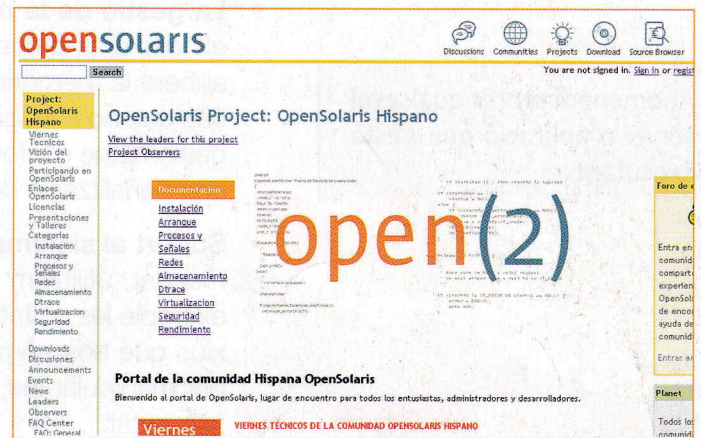 opensolaris
Discussions Communities Projects Download Source Browser
Search
You are not signed in. Sign in or regist
Project:
OpenSolaris
Hispano
Viernes
Tecnicos
Visión del
proyecto
Participando en
OpenSolaris
Enlaces
OpenSolaris
Licencias
Presentaciones
y Talleres
Categorias
Instalación
Arranque
Procesos y
Señales
Redes
Almacenamiento
Dtrace
Virtualizacion
Seguridad
Rendimiento
Downloads
Discusiones
Announcements
Events
News
Leaders
Observers
FAQ Center
FAQ: General
OpenSolaris Project: OpenSolaris Hispano
View the leaders for this project
Project Observers
Documentacion
Instalación
Arranque
Procesos y
Señales
Redes
Almacenamiento
Dtrace
Virtualizacion
Seguridad
Rendimiento
open(2)
Portal de la comunidad Hispana OpenSolaris
Bienvenido al portal de OpenSolaris, lugar de encuentro para todos los entusiastas, administradores y desarrolladores.
Viernes
VIERNES TÉCNICOS DE LA COMUNIDAD OPENSOLARIS HISPANO
Foro de
Entra en
comunid
comparte
experien
OpenSol
de encon
ayuda de
comunid
Entrar
Planet
Todos los
comunid